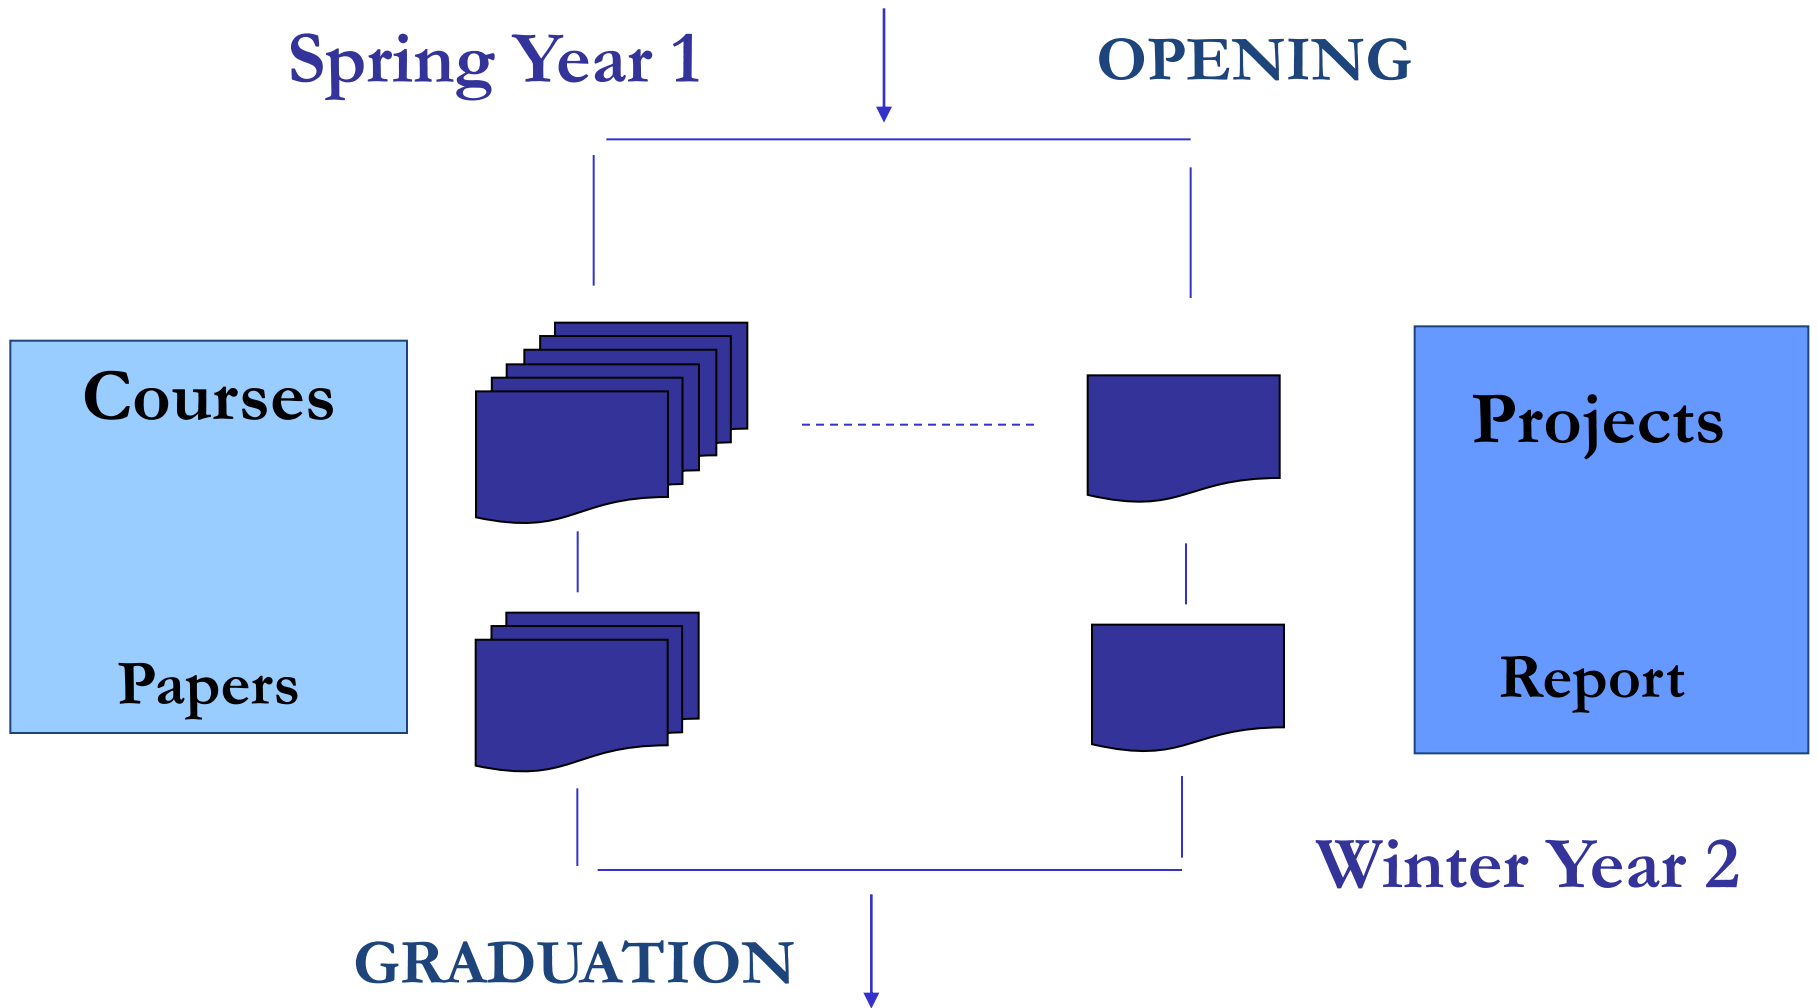 Spring Year 1
OPENING
Courses
Projects
Papers
Report
Winter Year 2
GRADUATION